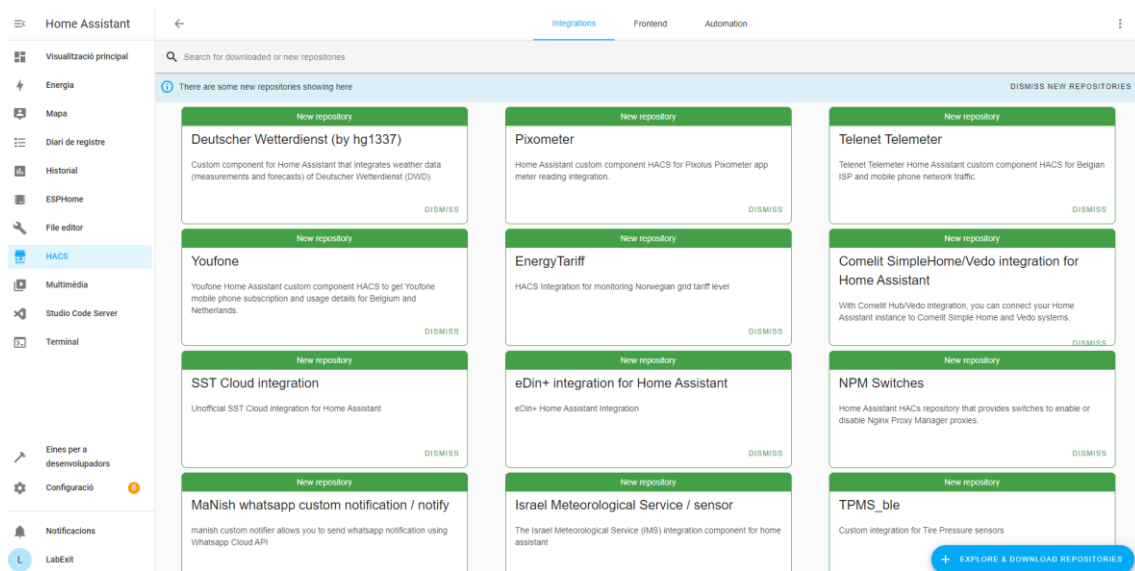 Home Assistant
Visualització principal
Energia
Mapa
Diari de registre
Historial
ESPHome
File editor
HACS
Multimèdia
Studio Code Server
Terminal
Eines per a
desenvolupadors
Configuració
8
Notificacions
L
LabExit
Integrations
Frontend
Automation
Search for downloaded or new repositories
There are some new repositories showing here
DISMISS NEW REPOSITORIES
New repository
Deutscher Wetterdienst (by hg1337)
Custom component for Home Assistant that integrates weather data
(measurements and forecasts) of Deutscher Wetterdienst (DWD).
DISMISS
New repository
Pixometer
Home Assistant custom component HACS for Pixolus Pixometer app
meter reading integration.
DISMISS
New repository
Telenet Telemeter
Telenet Telemeter Home Assistant custom component HACS for Belgian
ISP and mobile phone network traffic.
DISMISS
New repository
Youfone
Youfone Home Assistant custom component HACS to get Youfone
mobile phone subscription and usage details for Belgium and
Netherlands.
DISMISS
New repository
EnergyTariff
HACS Integration for monitoring Norwegian grid tariff level
DISMISS
New repository
Comelit SimpleHome/Vedo integration for
Home Assistant
With Comelit Hub/Vedo integration, you can connect your Home
Assistant instance to Comelit Simple Home and Vedo systems.
DISMISS
New repository
SST Cloud integration
Unofficial SST Cloud integration for Home Assistant
DISMISS
New repository
eDin+ integration for Home Assistant
eDin+ Home Assistant Integration
DISMISS
New repository
NPM Switches
Home Assistant HACs repository that provides switches to enable or
disable Nginx Proxy Manager proxies.
DISMISS
New repository
MaNish whatsapp custom notification / notify
manish custom notifier allows you to send whatsapp notification using
Whatsapp Cloud API
New repository
Israel Meteorological Service / sensor
The Israel Meteorological Service (IMS) integration component for home
assistant
New repository
TPMS_ble
Custom integration for Tire Pressure sensors
+ EXPLORE & DOWNLOAD REPOSITORIES